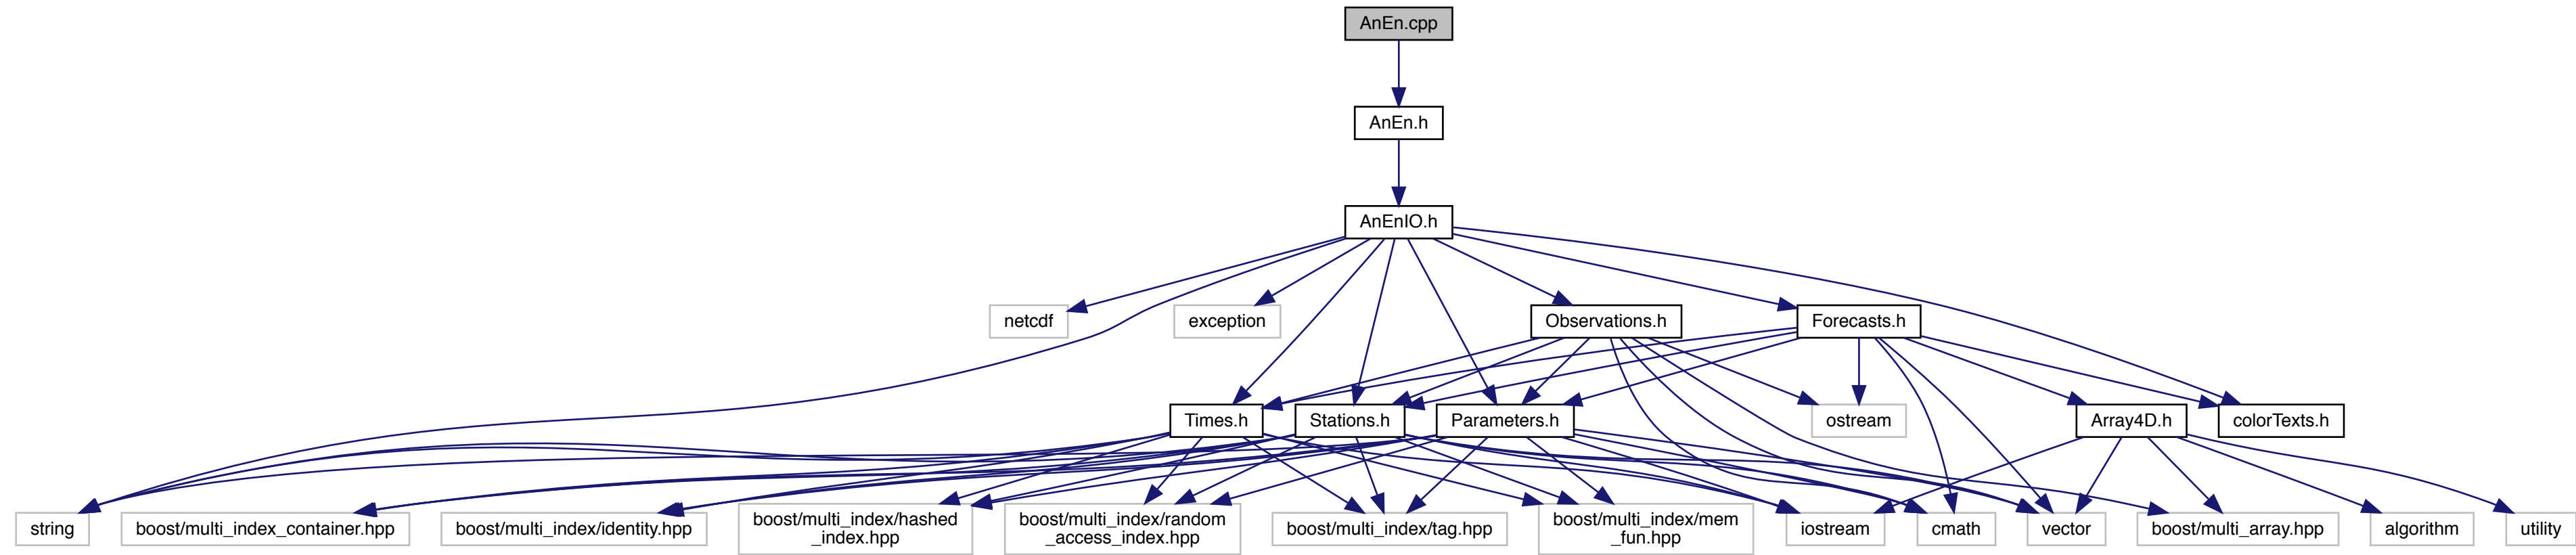 AnEn.cpp
AnEn.h
AnEnIO.h
netcdf
exception
Observations.h
Forecasts.h
Times.h
Stations.h
Parameters.h
ostream
Array4D.h
colorTexts.h
string
boost/multi_index_container.hpp
boost/multi_index/identity.hpp
boost/multi_index/hashed
_index.hpp
boost/multi_index/random
_access_index.hpp
boost/multi_index/tag.hpp
boost/multi_index/mem
_fun.hpp
iostream
cmath
vector
boost/multi_array.hpp
algorithm
utility